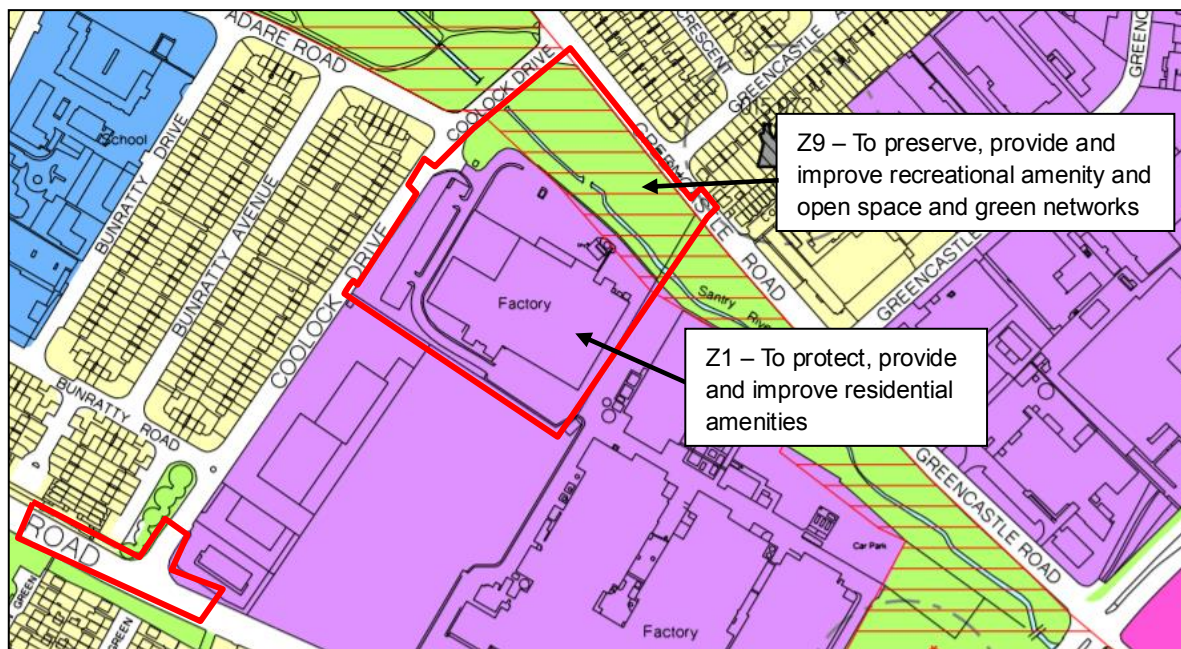 ADARE ROAD
COOLOCK DRIVE
CRESCENT
GREENCASTLE
School
BUNRATTY DRIVE
BUNRATTY AVENUE
COOLOCK DRIVE
BUNRATTY ROAD
Factory
Santry River
GREENCASTLE ROAD
Z9 – To preserve, provide and
improve recreational amenity and
open space and green networks
GREENCASTLE
Z1 – To protect, provide
and improve residential
amenities
GREENCASTLE ROAD
Car Park
Factory
ROAD
GREEN
GREEN